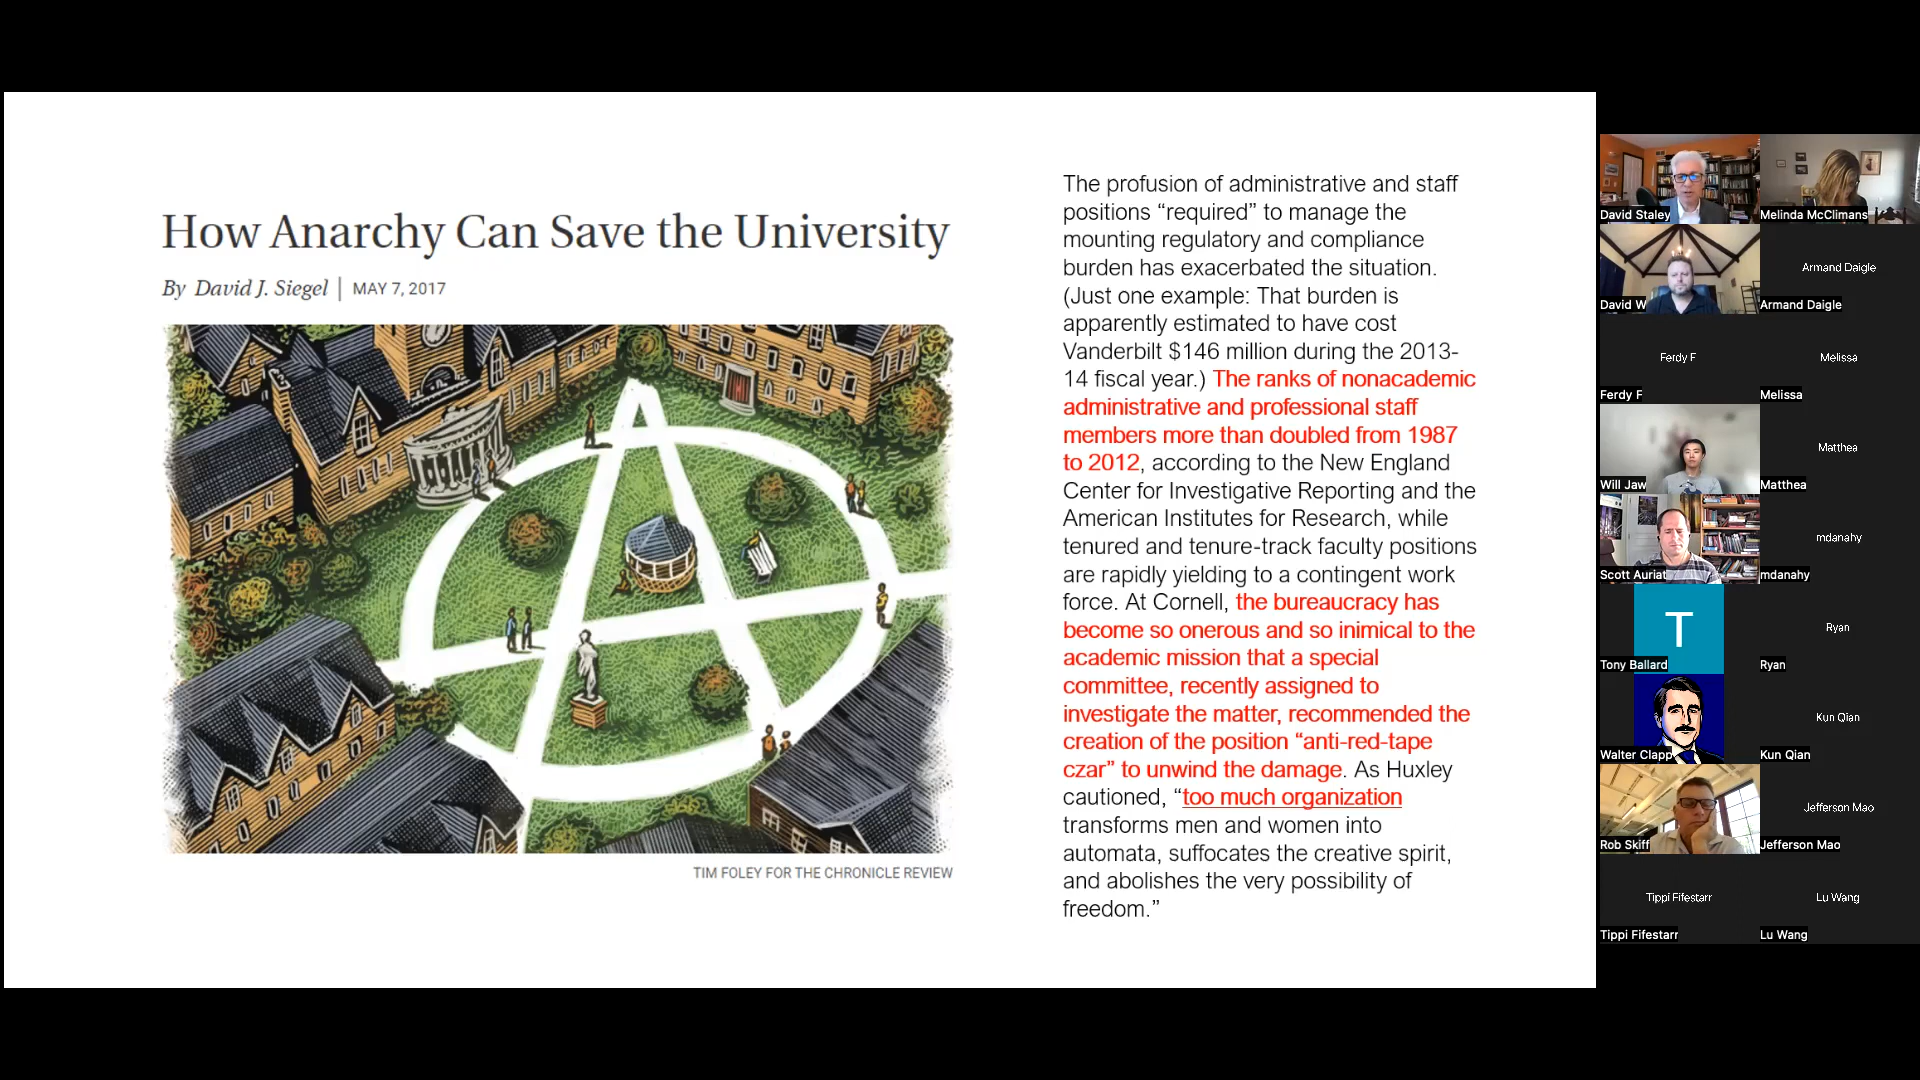 How Anarchy Can Save the University
By David J. Siegel | MAY 7, 2017
TIM FOLEY FOR THE CHRONICLE REVIEW
The profusion of administrative and staff
positions “required” to manage the
mounting regulatory and compliance
burden has exacerbated the situation.
(Just one example: That burden is
apparently estimated to have cost
Vanderbilt $146 million during the 2013-
14 fiscal year.) The ranks of nonacademic
administrative and professional staff
members more than doubled from 1987
to 2012, according to the New England
Center for Investigative Reporting and the
American Institutes for Research, while
tenured and tenure-track faculty positions
are rapidly yielding to a contingent work
force. At Cornell, the bureaucracy has
become so onerous and so inimical to the
academic mission that a special
committee, recently assigned to
investigate the matter, recommended the
creation of the position “anti-red-tape
czar” to unwind the damage. As Huxley
cautioned, “too much organization
transforms men and women into
automata, suffocates the creative spirit,
and abolishes the very possibility of
freedom.”
David Staley
Melinda McClimans
David W
Armand Daigle
Armand Daigle
Ferdy F
Ferdy F
Melissa
Melissa
Will Jaw
Matthea
Matthea
Scott Auriat
mdanahy
mdanahy
T
Tony Ballard
Ryan
Ryan
Walter Clapp
Kun Qian
Kun Qian
Rob Skiff
Jefferson Mao
Jefferson Mao
Tippi Fifestarr
Tippi Fifestarr
Lu Wang
Lu Wang